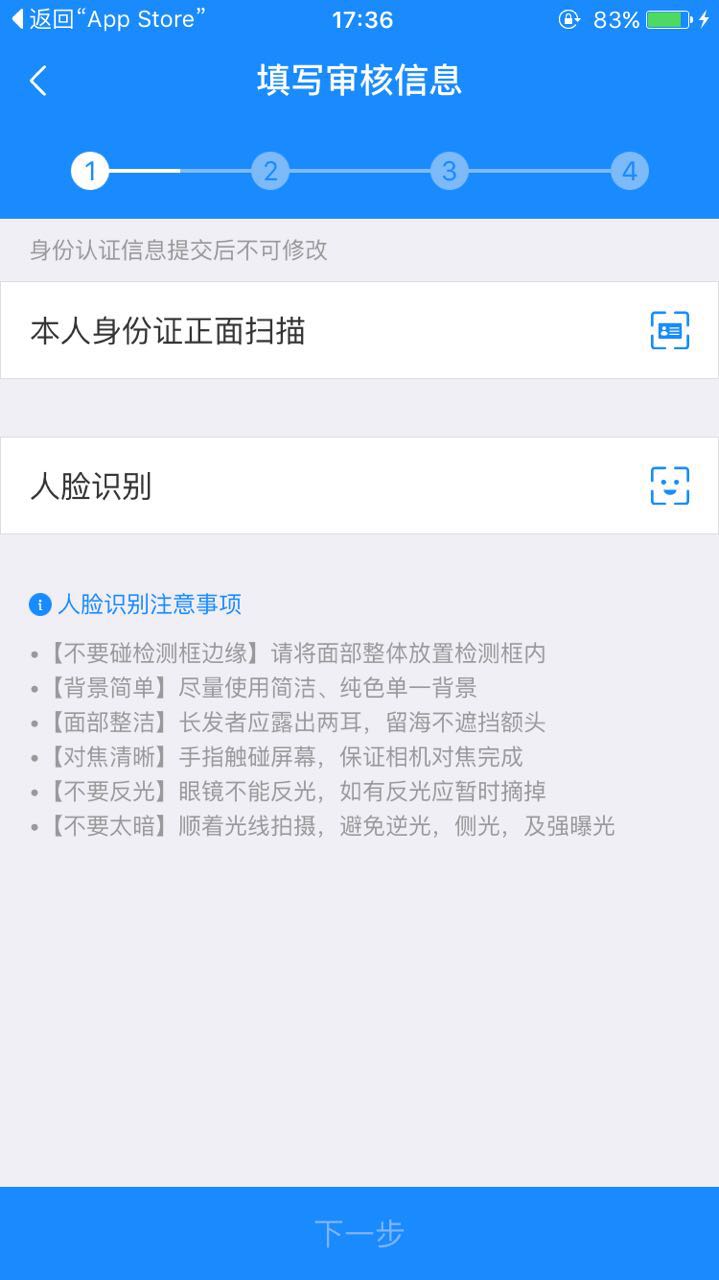 返回“App Store”
17:36
83%
填写审核信息
1
2
3
4
身份认证信息提交后不可修改
本人身份证正面扫描
人脸识别
人脸识别注意事项
•【不要碰检测框边缘】请将面部整体放置检测框内
•【背景简单】尽量使用简洁、纯色单一背景
•【面部整洁】长发者应露出两耳，留海不遮挡额头
•【对焦清晰】手指触碰屏幕，保证相机对焦完成
•【不要反光】眼镜不能反光，如有反光应暂时摘掉
•【不要太暗】顺着光线拍摄，避免逆光，侧光，及强曝光
下一步